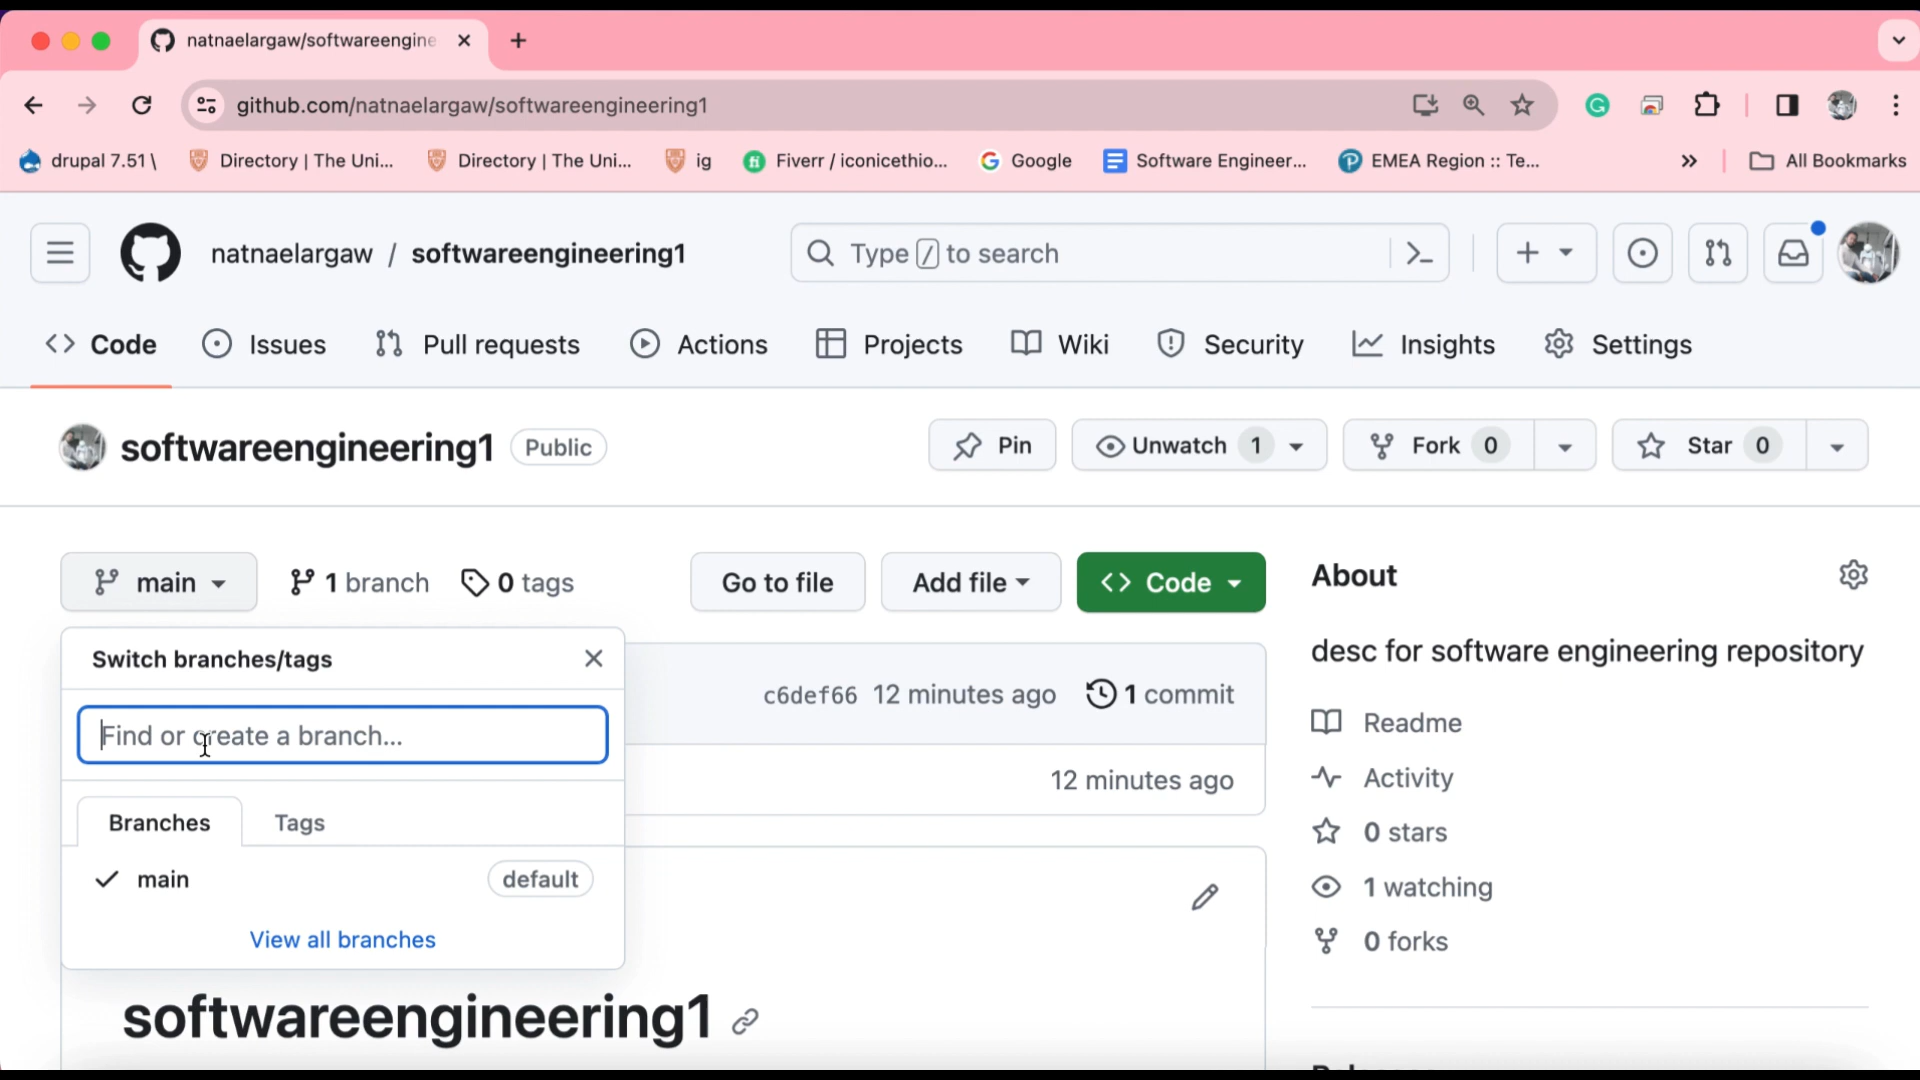 natnaelargaw/softwareengine
github.com/natnaelargaw/softwareengineering1
drupal 7.51 \ Directory | The Uni... Directory | The Uni... ig Fiverr / iconicethio... Google Software Engineer... EMEA Region :: Te... » All Bookmarks
natnaelargaw / softwareengineering1 Type / to search
Code Issues Pull requests Actions Projects Wiki Security Insights Settings
softwareengineering1 Public Pin Unwatch 1 Fork 0 Star 0
main 1 branch 0 tags Go to file Add file Code About
Switch branches/tags
desc for software engineering repository
c6def66 12 minutes ago 1 commit
Find or create a branch...
Readme
12 minutes ago
Activity
Branches Tags
0 stars
main default
1 watching
View all branches
0 forks
softwareengineering1